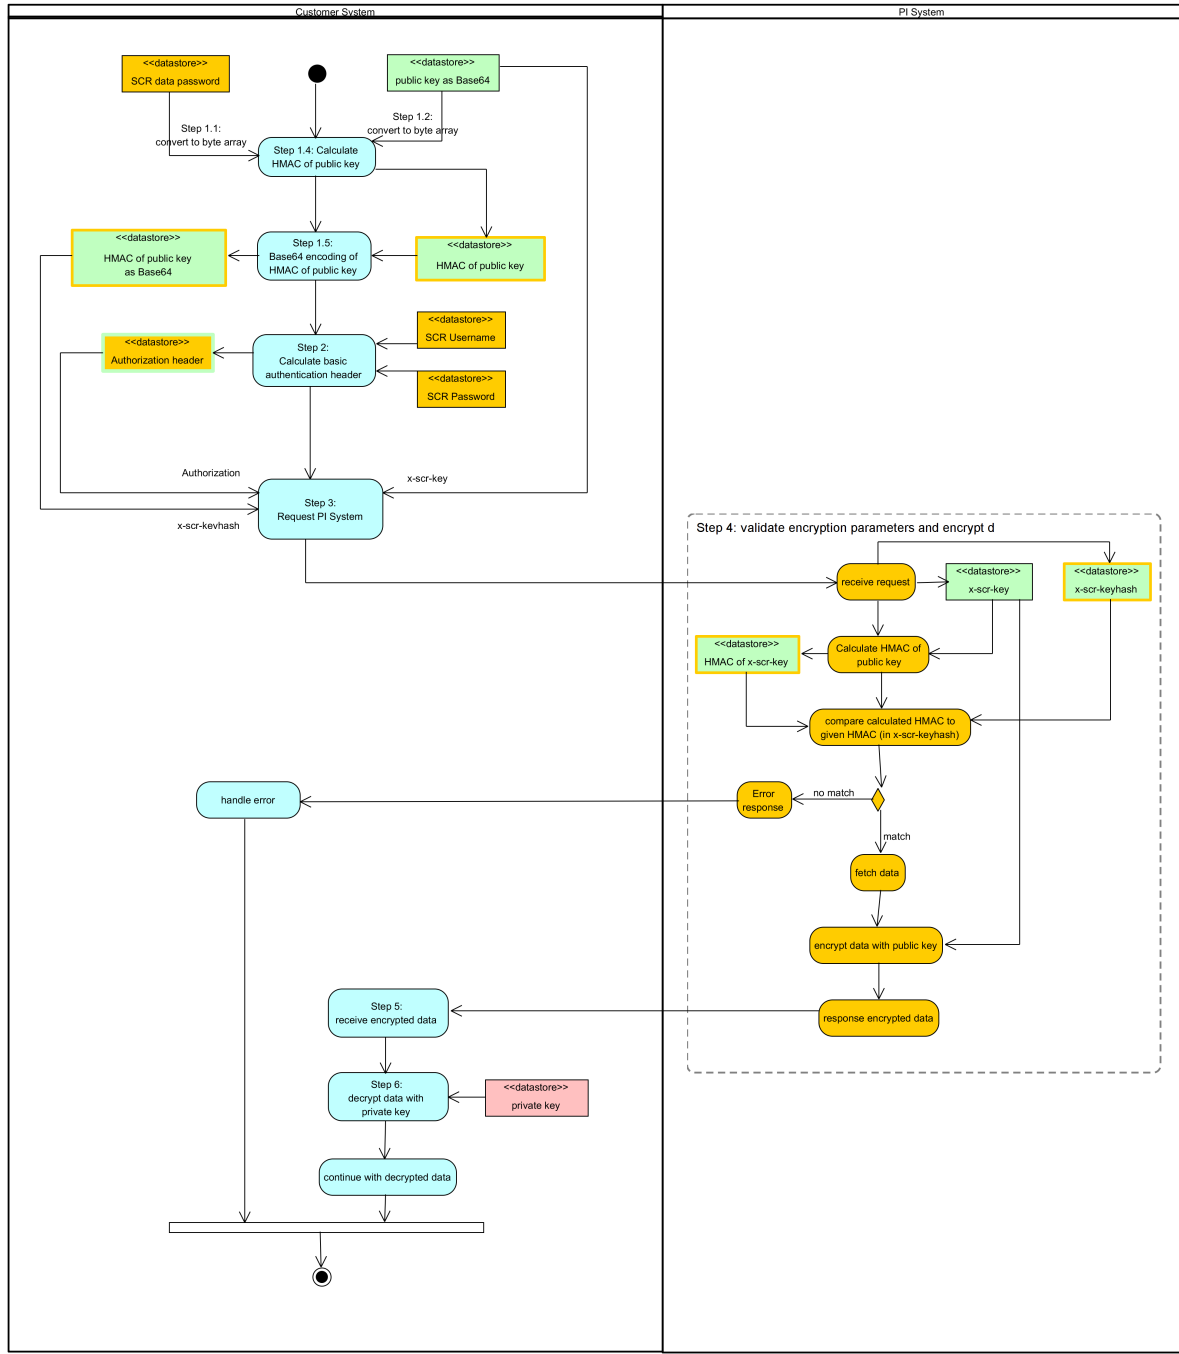 Customer System
PI System
<<datastore>>
SCR data password
<<datastore>>
public key as Base64
Step 1.1:
convert to byte array
Step 1.2:
convert to byte array
Step 1.4: Calculate
HMAC of public key
<<datastore>>
HMAC of public key
as Base64
Step 1.5:
Base64 encoding of
HMAC of public key
<<datastore>>
HMAC of public key
<<datastore>>
Authorization header
Step 2:
Calculate basic
authentication header
<<datastore>>
SCR Username
<<datastore>>
SCR Password
Authorization
x-scr-key
Step 3:
Request PI System
x-scr-keyhash
Step 4: validate encryption parameters and encrypt d
receive request
<<datastore>>
x-scr-key
<<datastore>>
x-scr-keyhash
<<datastore>>
HMAC of x-scr-key
Calculate HMAC of
public key
compare calculated HMAC to
given HMAC (in x-scr-keyhash)
handle error
Error
response
no match
match
fetch data
encrypt data with public key
Step 5:
receive encrypted data
response encrypted data
Step 6:
decrypt data with
private key
<<datastore>>
private key
continue with decrypted data